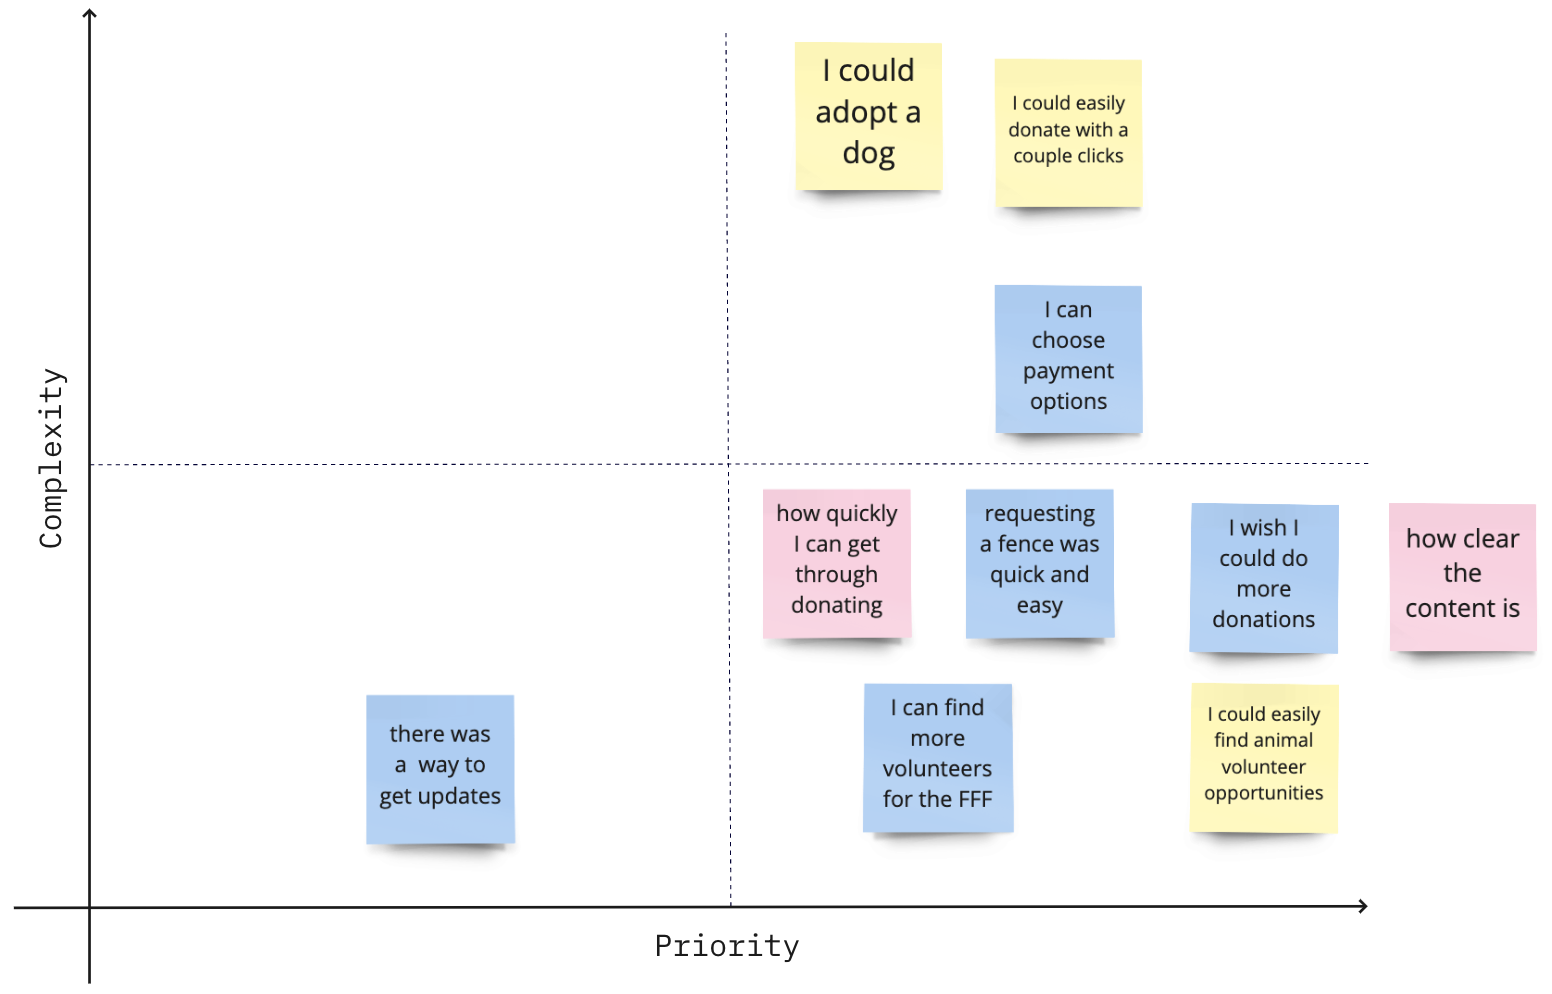 I could
adopt a
dog
I could easily
donate with a
couple clicks
I can
choose
payment
options
Complexity
how quickly
I can get
through
donating
requesting
a fence was
quick and
easy
I wish I
could do
more
donations
how clear
the
content is
there was
a way to
get updates
I can find
more
volunteers
for the FFF
I could easily
find animal
volunteer
opportunities
Priority